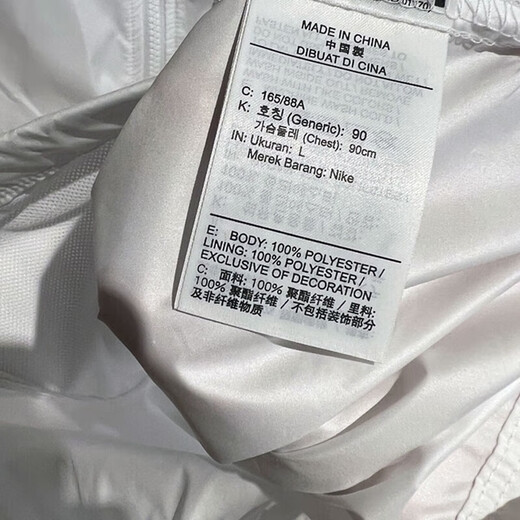 MADE IN CHINA
中国製
DIBUAT DI CINA
C: 165/88A
K: 호칭 (Generic): 90
가슴둘레 (Chest): 90cm
IN: Ukuran: L
Merek Barang: Nike
E: BODY: 100% POLYESTER /
LINING: 100% POLYESTER /
EXCLUSIVE OF DECORATION
C: 面料: 100% 聚酯纤维 / 里料:
100% 聚酯纤维 / 不包括装饰部分
及非纤维物质